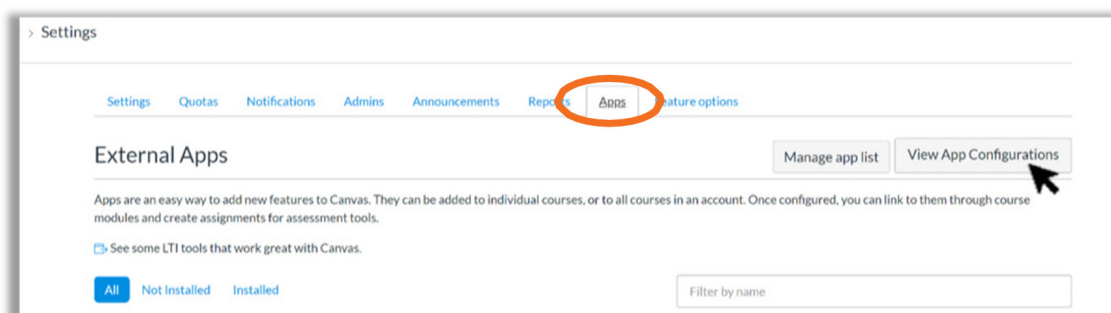 > Settings
Settings Quotas Notifications Admins Announcements Reports Apps Feature options
External Apps
Manage app list View App Configurations
Apps are an easy way to add new features to Canvas. They can be added to individual courses, or to all courses in an account. Once configured, you can link to them through course
modules and create assignments for assessment tools.
See some LTI tools that work great with Canvas.
All Not Installed Installed
Filter by name